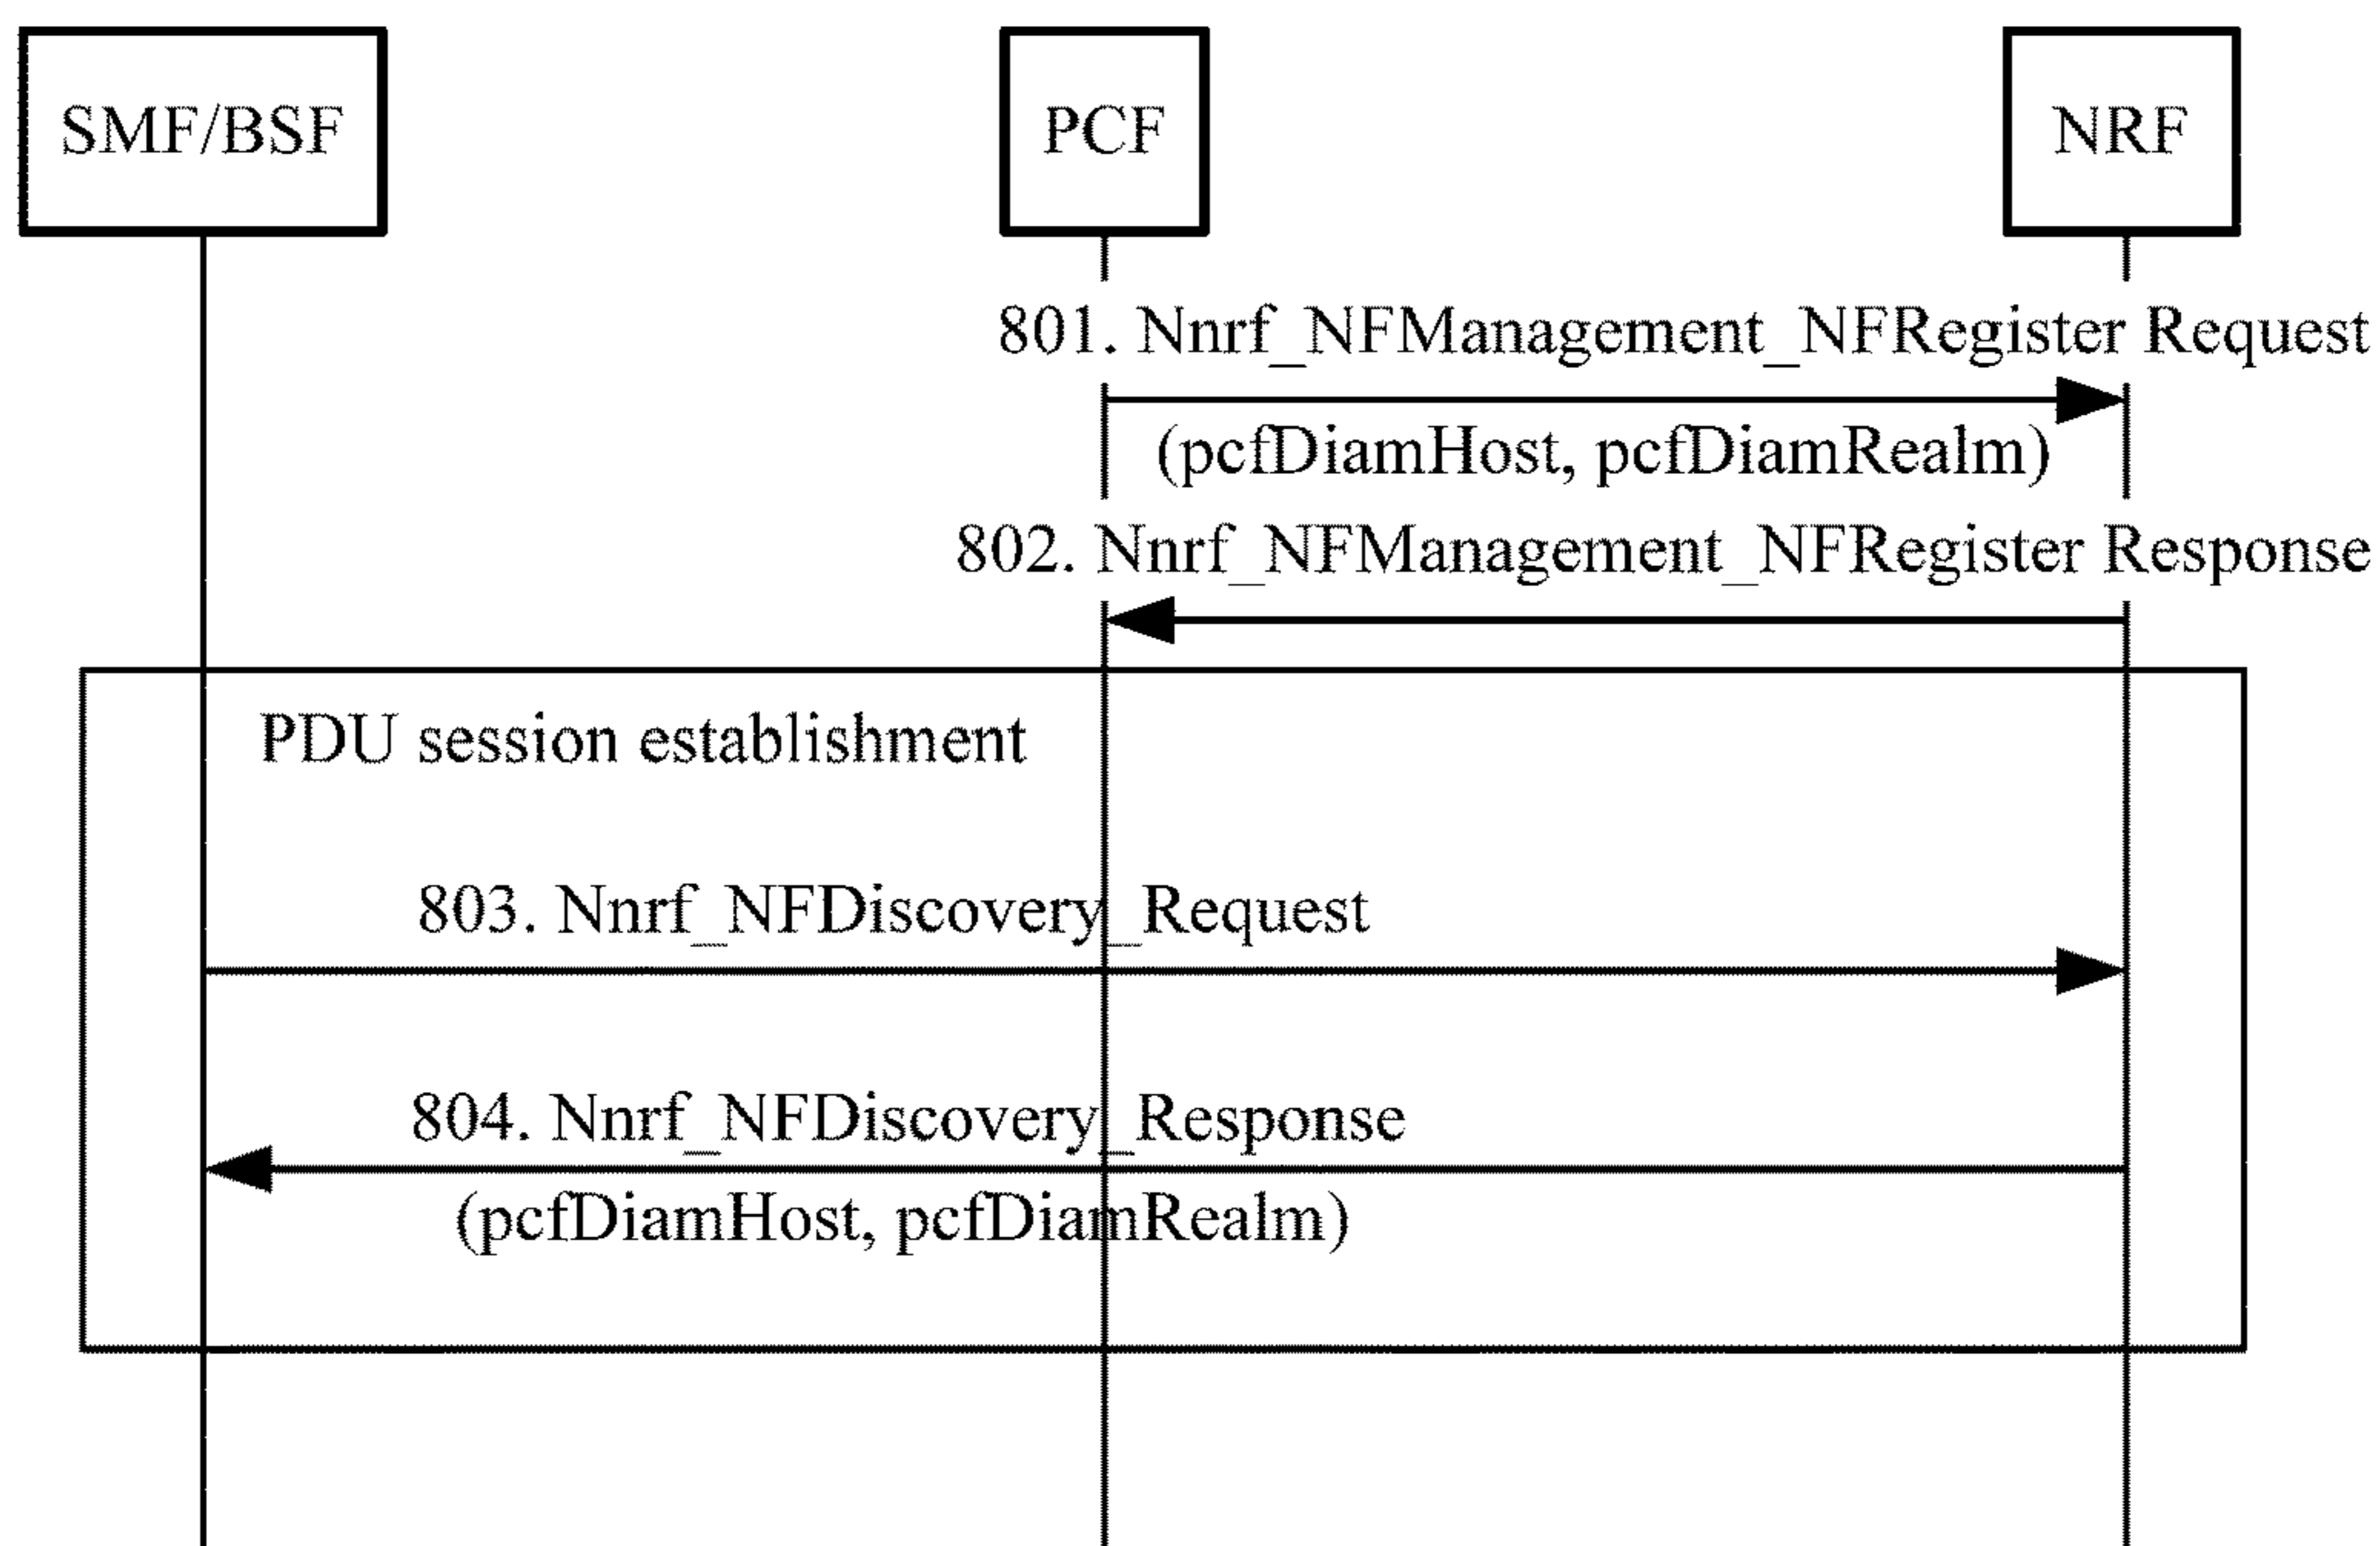 SMF/BSF
PCF
NRF
801. Nnrf_NFManagement_NFRegister Request
(pcfDiamHost, pcfDiamRealm)
802. Nnrf_NFManagement_NFRegister Response
PDU session establishment
803. Nnrf_NFDiscovery_Request
804. Nnrf_NFDiscovery_Response
(pcfDiamHost, pcfDiamRealm)